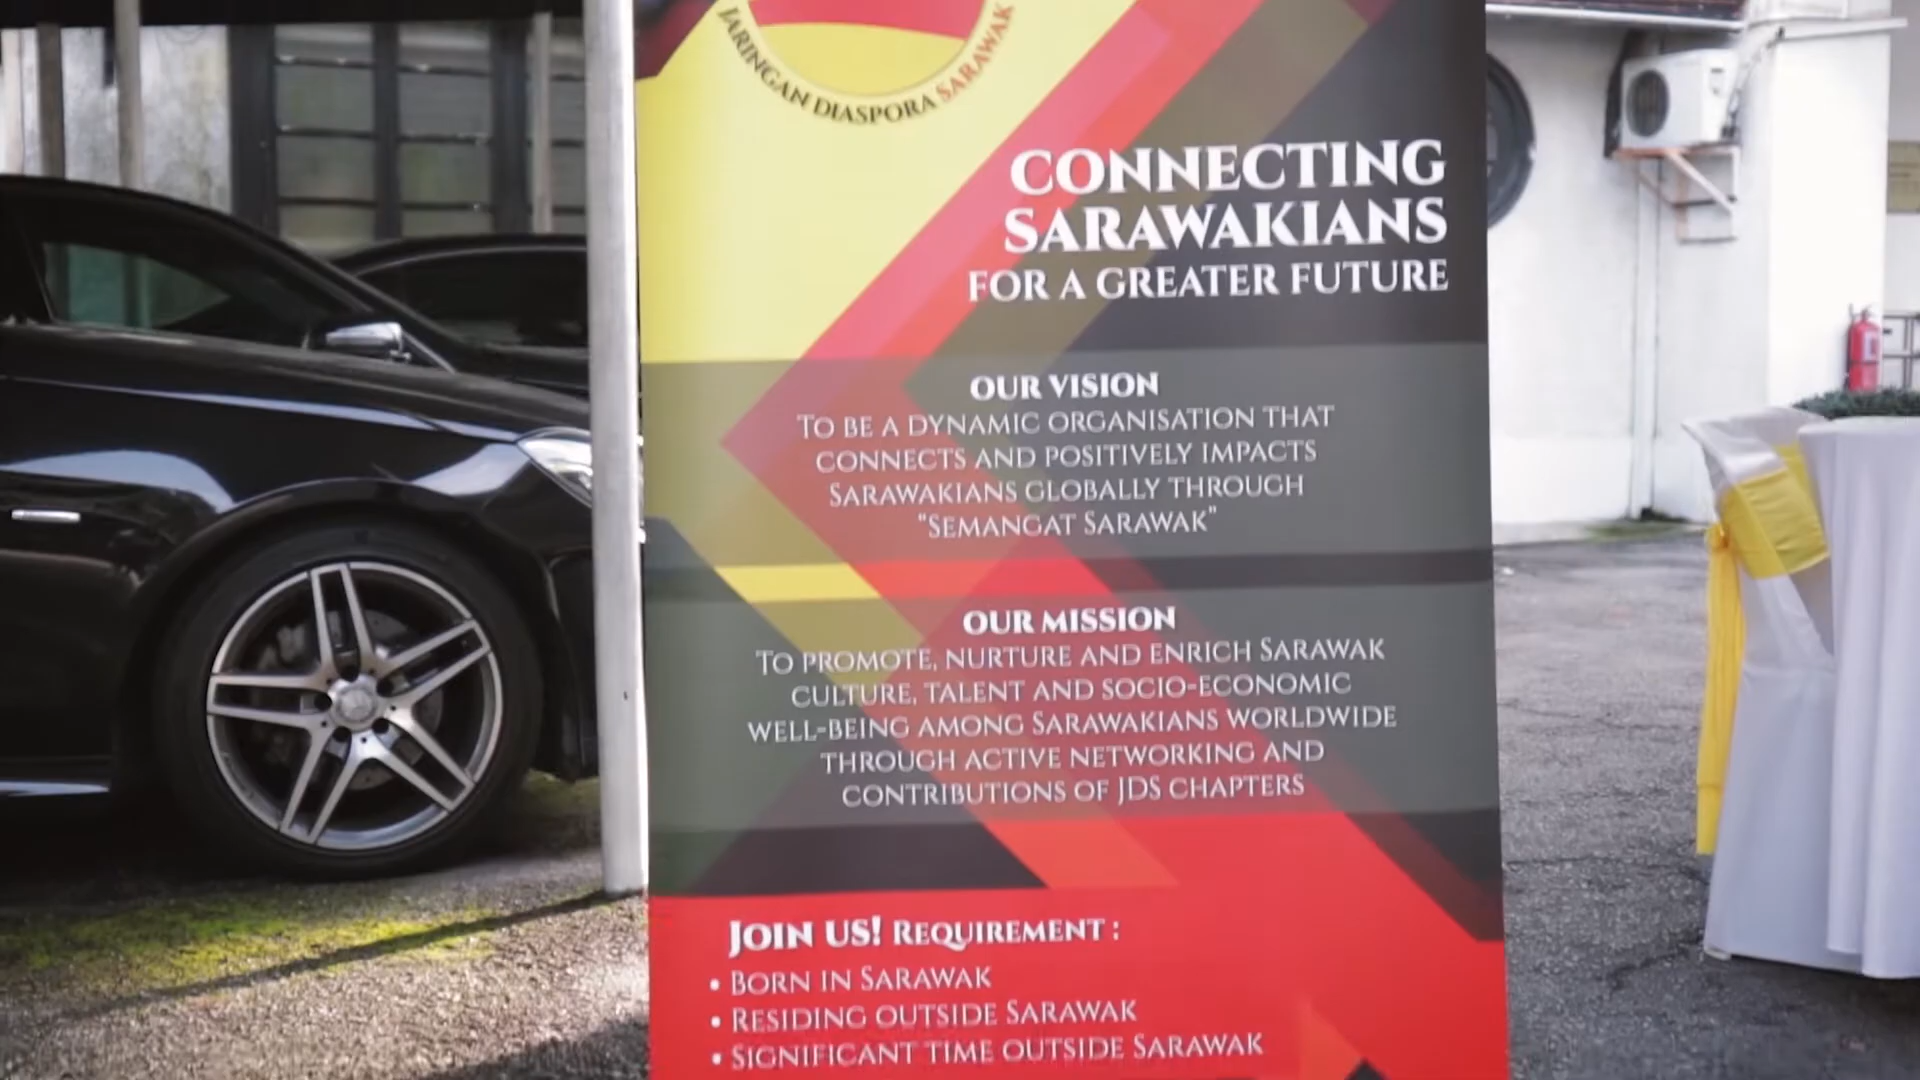 JARINGAN DIASPORA SARAWAK
CONNECTING
SARAWAKIANS
FOR A GREATER FUTURE
OUR VISION
TO BE A DYNAMIC ORGANISATION THAT
CONNECTS AND POSITIVELY IMPACTS
SARAWAKIANS GLOBALLY THROUGH
"SEMANGAT SARAWAK"
OUR MISSION
TO PROMOTE, NURTURE AND ENRICH SARAWAK
CULTURE, TALENT AND SOCIO-ECONOMIC
WELL-BEING AMONG SARAWAKIANS WORLDWIDE
THROUGH ACTIVE NETWORKING AND
CONTRIBUTIONS OF JDS CHAPTERS
JOIN US! REQUIREMENT :
• BORN IN SARAWAK
• RESIDING OUTSIDE SARAWAK
• SIGNIFICANT TIME OUTSIDE SARAWAK